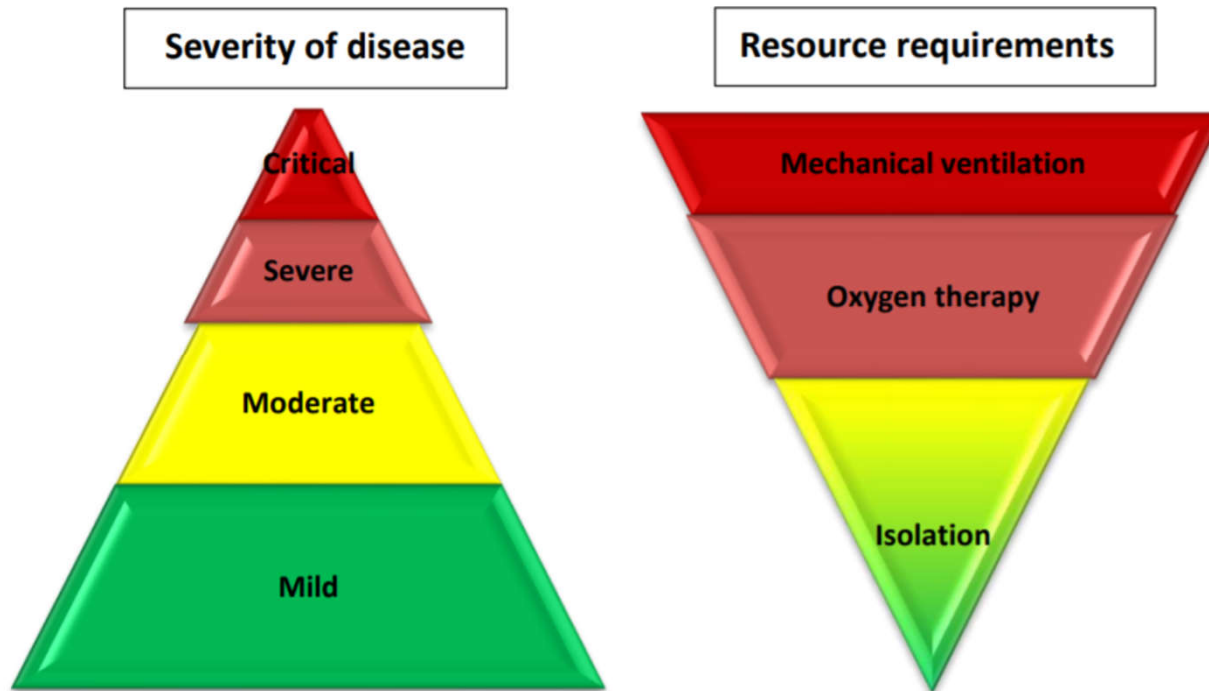 Severity of disease
Resource requirements
Critical
Severe
Moderate
Mild
Mechanical ventilation
Oxygen therapy
Isolation